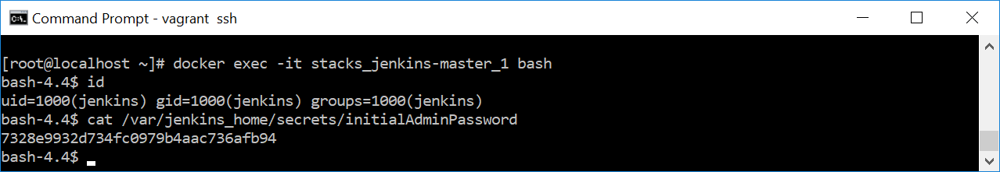 Command Prompt - vagrant  ssh
[root@localhost ~]# docker exec -it stacks_jenkins-master_1 bash
bash-4.4$ id
uid=1000(jenkins) gid=1000(jenkins) groups=1000(jenkins)
bash-4.4$ cat /var/jenkins_home/secrets/initialAdminPassword
7328e9932d734fc0979b4aac736afb94
bash-4.4$